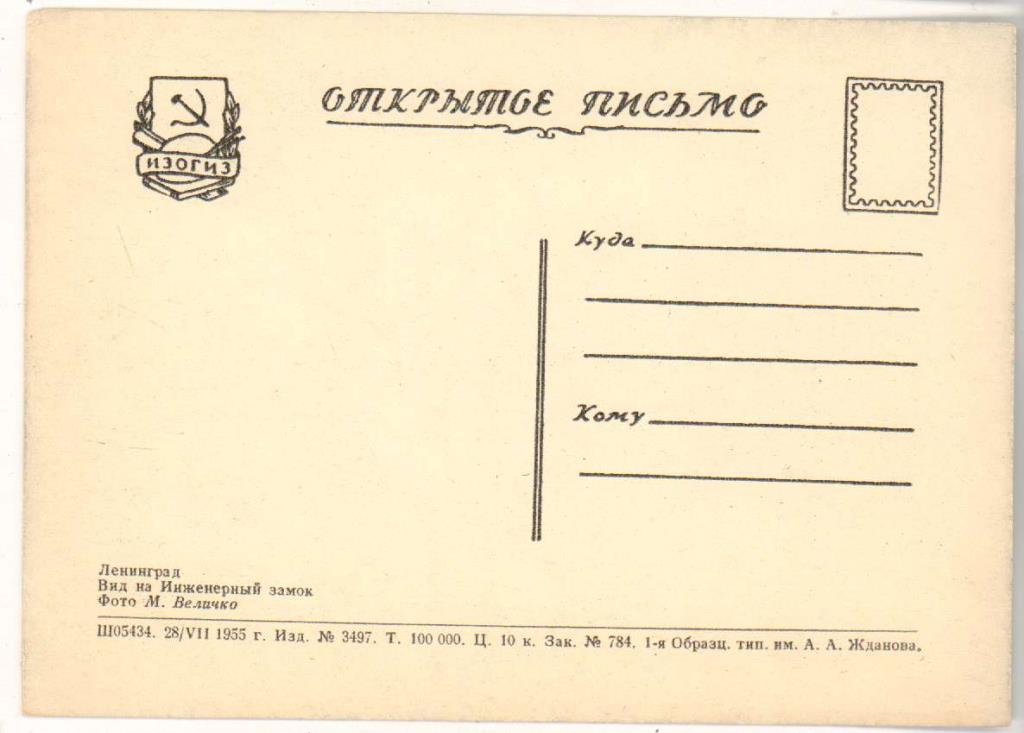 ИЗОГИЗ
ОТКРЫТОЕ ПИСЬМО
Куда
Кому
Ленинград
Вид на Инженерный замок
Фото М. Величко
Ш05434. 28/VII 1955 г. Изд. № 3497. Т. 100 000. Ц. 10 к. Зак. № 784. 1-я Образц. тип. им. А. А. Жданова.